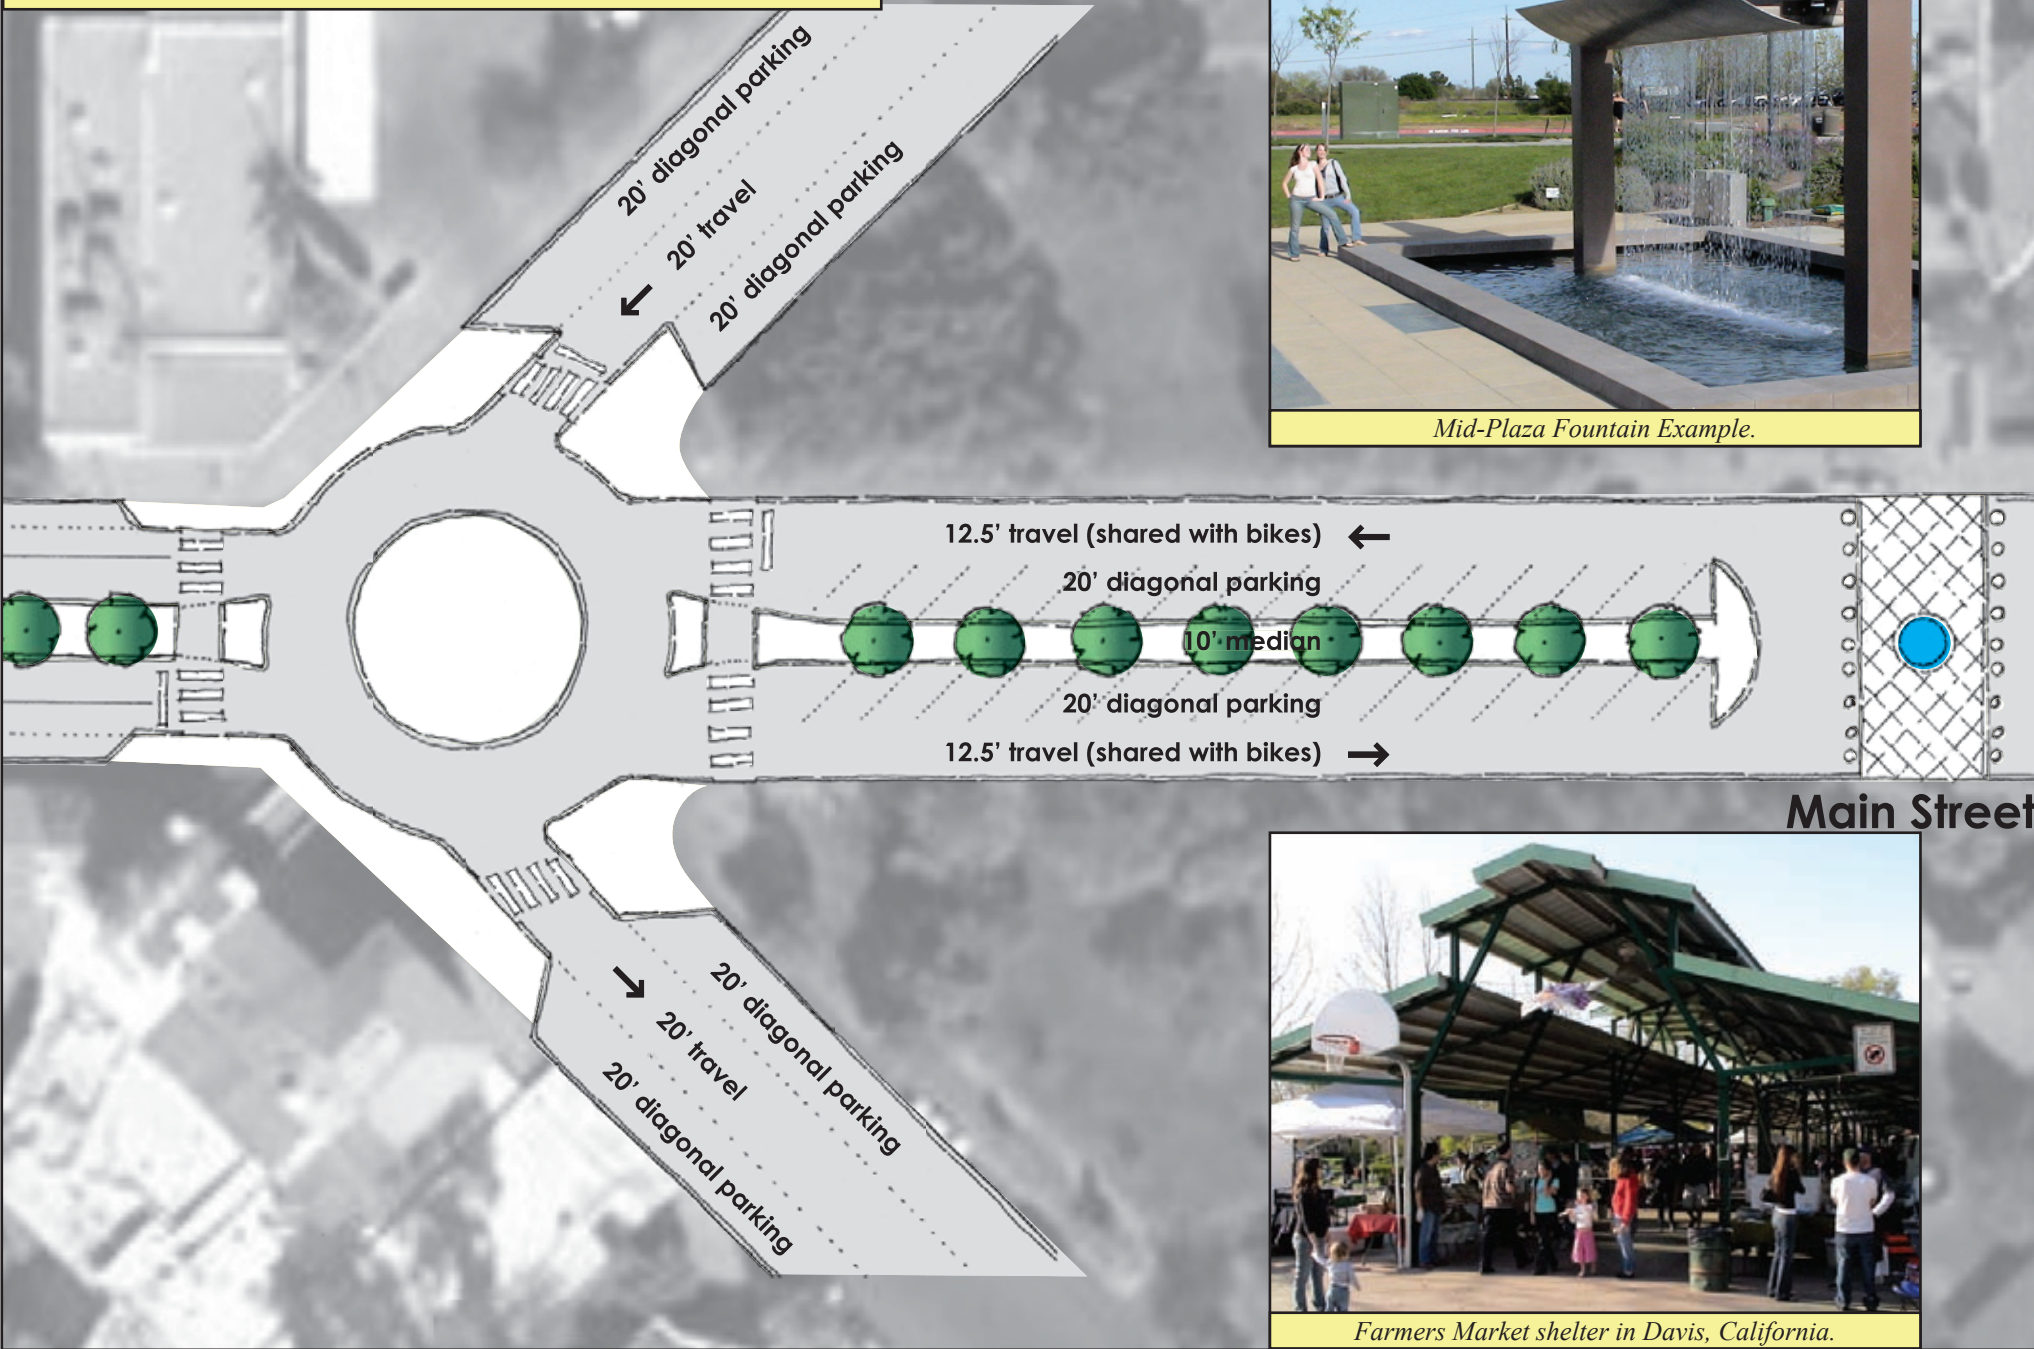 20' diagonal parking
20' travel
20' diagonal parking
Mid-Plaza Fountain Example.
12.5' travel (shared with bikes)
20' diagonal parking
10' median
20' diagonal parking
12.5' travel (shared with bikes)
Main Street
20' diagonal parking
20' travel
20' diagonal parking
Farmers Market shelter in Davis, California.